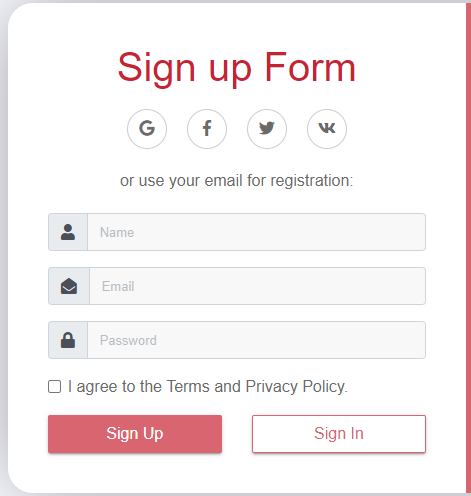 Sign up Form
or use your email for registration:
Name
Email
Password
I agree to the Terms and Privacy Policy.
Sign Up
Sign In